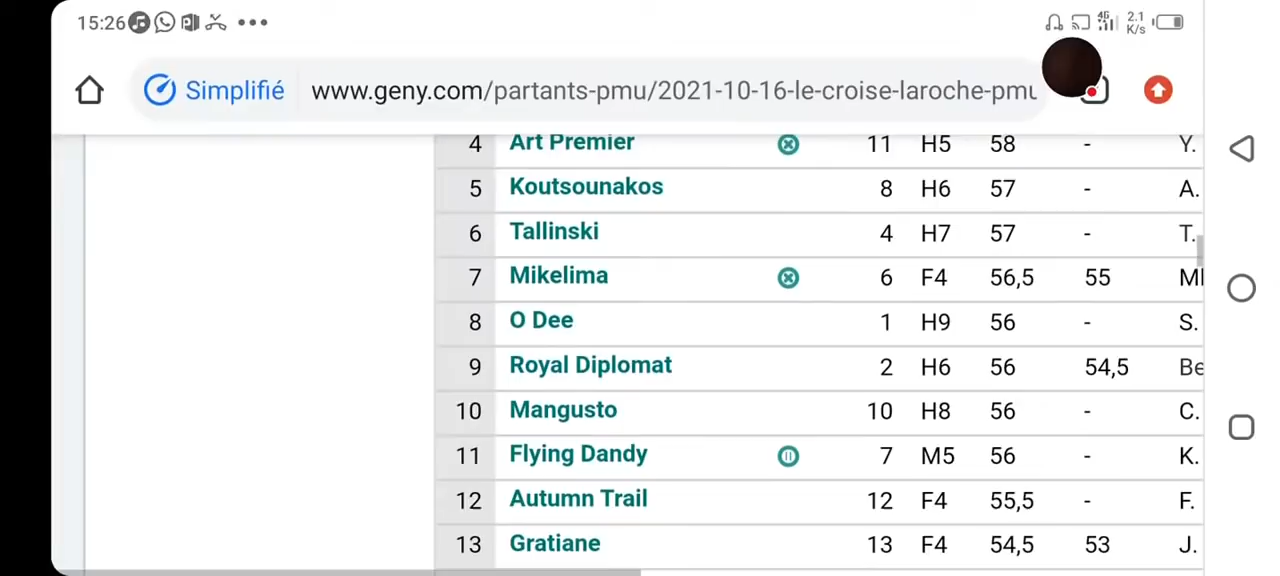 15:26 4G 2.1 K/s
Simplifié www.geny.com/partants-pmu/2021-10-16-le-croise-laroche-pmu
4 Art Premier 11 H5 58 - Y.
5 Koutsounakos 8 H6 57 - A.
6 Tallinski 4 H7 57 - T.
7 Mikelima 6 F4 56,5 55 Ml
8 O Dee 1 H9 56 - S.
9 Royal Diplomat 2 H6 56 54,5 Be
10 Mangusto 10 H8 56 - C.
11 Flying Dandy 7 M5 56 - K.
12 Autumn Trail 12 F4 55,5 - F.
13 Gratiane 13 F4 54,5 53 J.